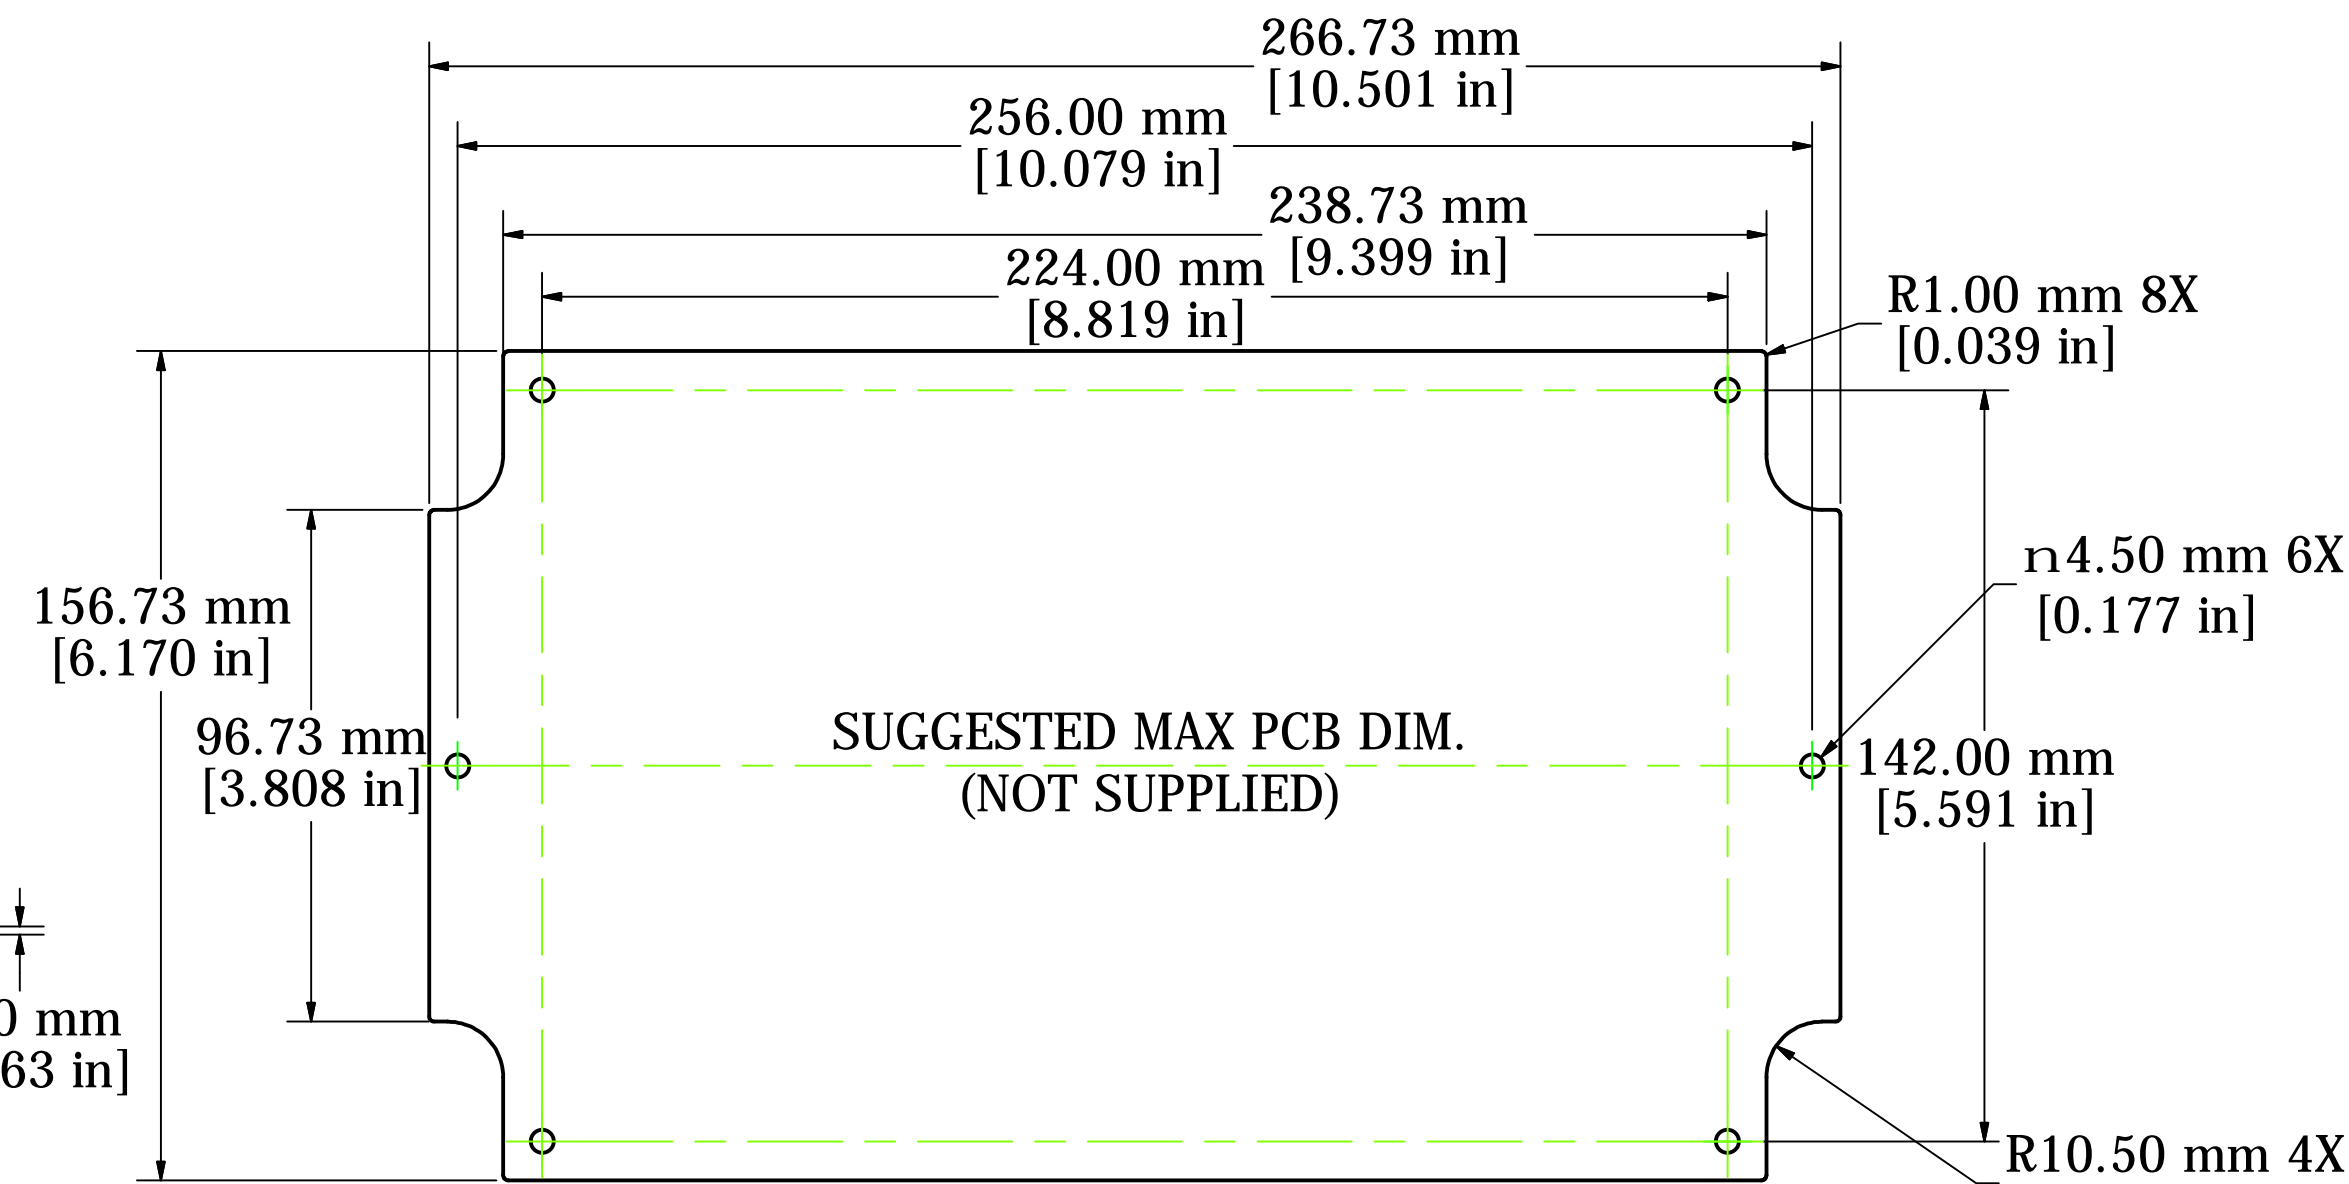 266.73 mm
[10.501 in]
256.00 mm
[10.079 in]
238.73 mm
[9.399 in]
224.00 mm
[8.819 in]
R1.00 mm 8X
[0.039 in]
n4.50 mm 6X
[0.177 in]
156.73 mm
[6.170 in]
96.73 mm
[3.808 in]
SUGGESTED MAX PCB DIM.
(NOT SUPPLIED)
142.00 mm
[5.591 in]
0 mm
63 in]
R10.50 mm 4X